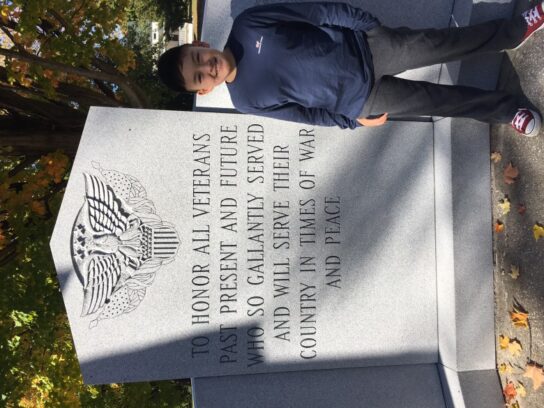 TO HONOR ALL VETERANS
PAST PRESENT AND FUTURE
WHO SO GALLANTLY SERVED
AND WILL SERVE THEIR
COUNTRY IN TIMES OF WAR
AND PEACE